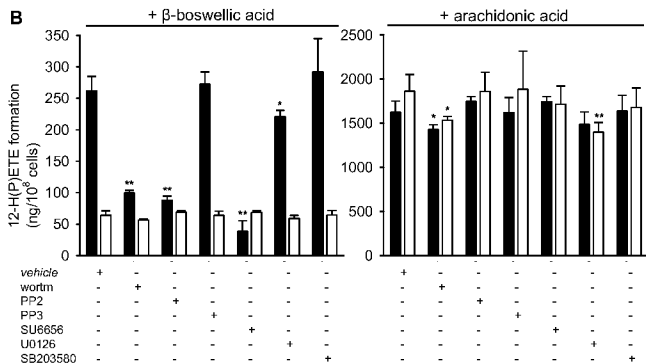 B
+ β-boswellic acid
+ arachidonic acid
12-H(P)ETE formation
(ng/10⁸ cells)
350
300
250
200
150
100
50
0
** ** ** *
2500
2000
1500
1000
500
0
* * **
vehicle + - - - - - - + - - - - - -
wortm - + - - - - - - + - - - - -
PP2 - - + - - - - - - + - - - -
PP3 - - - + - - - - - - + - - -
SU6656 - - - - + - - - - - - + - -
U0126 - - - - - + - - - - - - + -
SB203580 - - - - - - + - - - - - - +